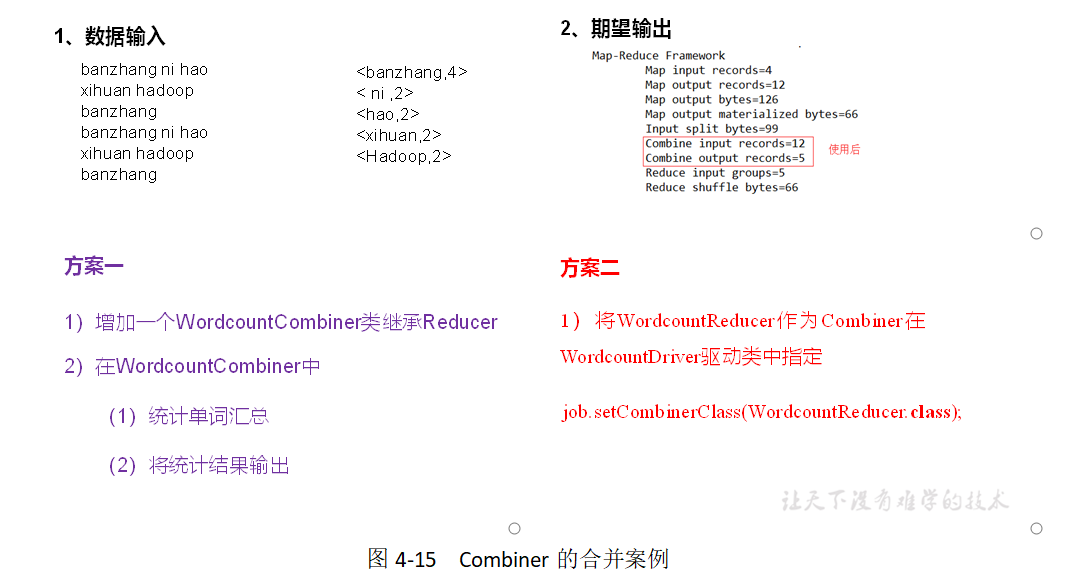 1、数据输入
banzhang ni hao
xihuan hadoop
banzhang
banzhang ni hao
xihuan hadoop
banzhang
<banzhang,4>
< ni ,2>
<hao,2>
<xihuan,2>
<Hadoop,2>
2、期望输出
Map-Reduce Framework
Map input records=4
Map output records=12
Map output bytes=126
Map output materialized bytes=66
Input split bytes=99
Combine input records=12
Combine output records=5
使用后
Reduce input groups=5
Reduce shuffle bytes=66
方案一
1）增加一个WordcountCombiner类继承Reducer
2）在WordcountCombiner中
（1）统计单词汇总
（2）将统计结果输出
方案二
1）将WordcountReducer作为Combiner在
WordcountDriver驱动类中指定
job.setCombinerClass(WordcountReducer.class);
让天下没有难学的技术
图 4-15 Combiner 的合并案例